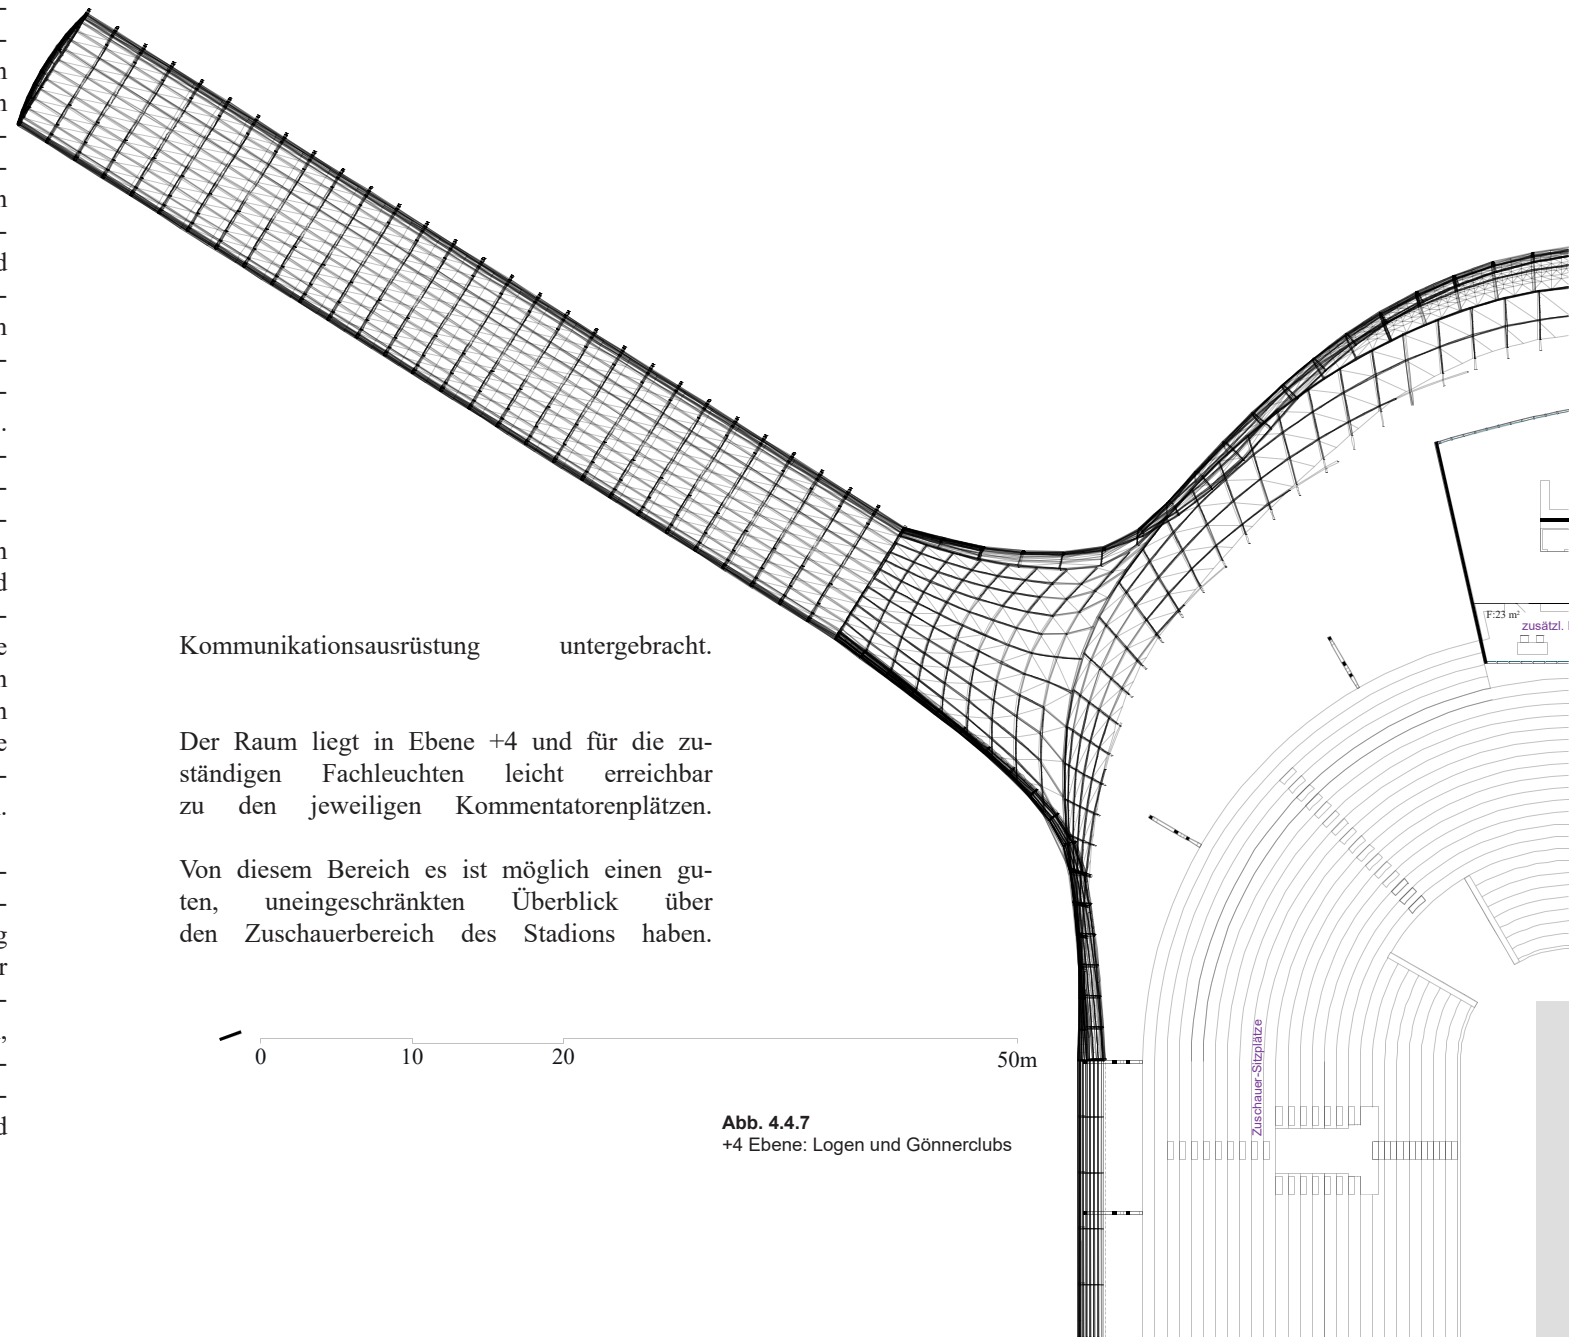 Kommunikationsausrüstung untergebracht.
Der Raum liegt in Ebene +4 und für die zu-
ständigen Fachleuchten leicht erreichbar
zu den jeweiligen Kommentatorenplätzen.
Von diesem Bereich es ist möglich einen gu-
ten, uneingeschränkten Überblick über
den Zuschauerbereich des Stadions haben.
0 10 20 50m
Abb. 4.4.7
+4 Ebene: Logen und Gönnerclubs
F:23 m²
zusätzl.
Zuschauer-Sitzplätze